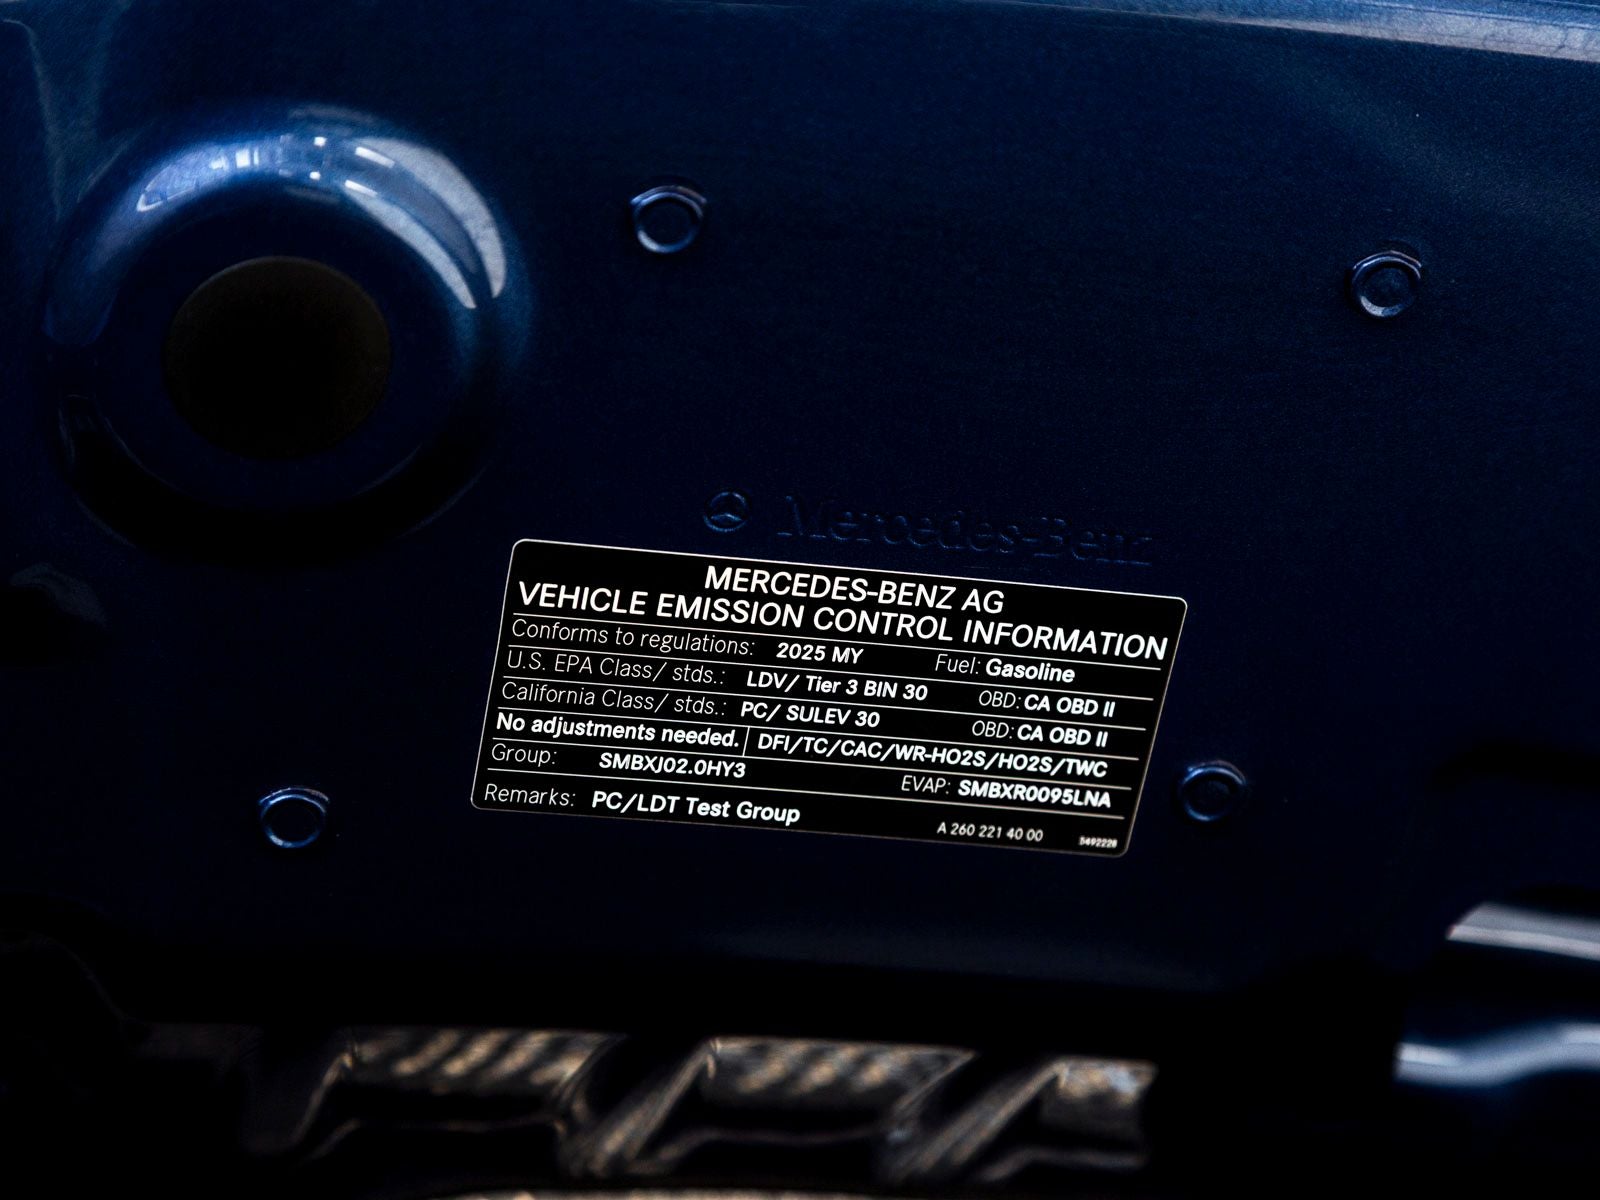 Mercedes-Benz
MERCEDES-BENZ AG
VEHICLE EMISSION CONTROL INFORMATION
Conforms to regulations: 2025 MY Fuel: Gasoline
U.S. EPA Class/ stds.: LDV/ Tier 3 BIN 30 OBD: CA OBD II
California Class/ stds.: PC/ SULEV 30 OBD: CA OBD II
No adjustments needed. DFI/TC/CAC/WR-HO2S/HO2S/TWC
Group: SMBXJ02.0HY3 EVAP: SMBXR0095LNA
Remarks: PC/LDT Test Group
A 260 221 40 00 5492228